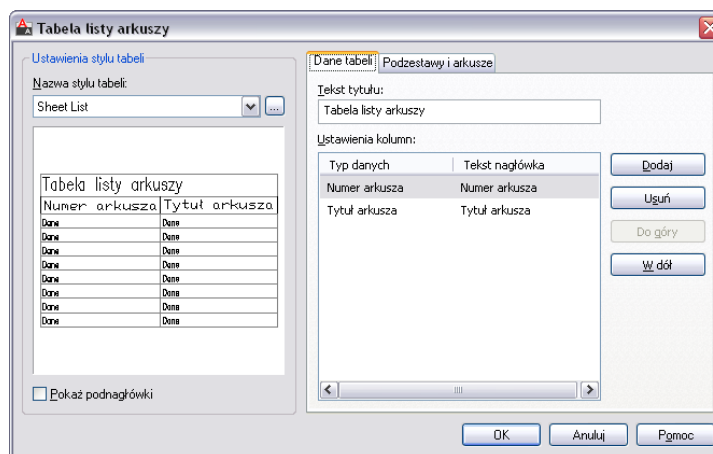 Tabela listy arkuszy
Ustawienia stylu tabeli
Nazwa stylu tabeli:
Sheet List
...
Tabela listy arkuszy
Numer arkusza Tytuł arkusza
Dane Dane
Dane Dane
Dane Dane
Dane Dane
Dane Dane
Dane Dane
Dane Dane
Dane Dane
Pokaż podnagłówki
Dane tabeli Podzestawy i arkusze
Tekst tytułu:
Tabela listy arkuszy
Ustawienia kolumn:
Typ danych Tekst nagłówka
Numer arkusza Numer arkusza
Tytuł arkusza Tytuł arkusza
Dodaj
Usuń
Do góry
W dół
OK Anuluj Pomoc